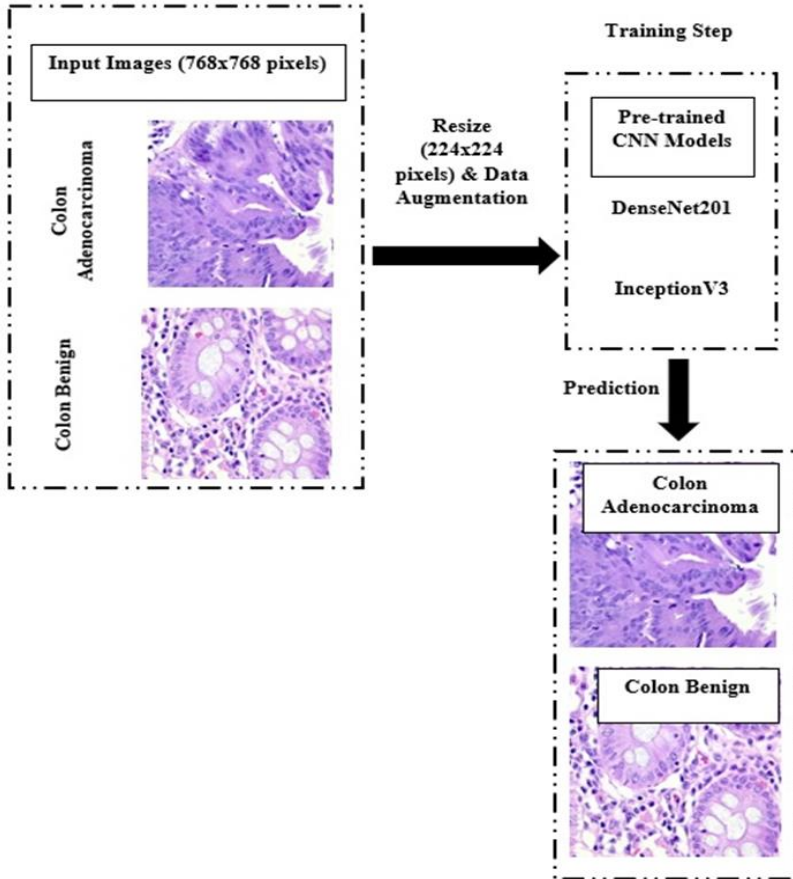 Input Images (768x768 pixels)
Colon
Adenocarcinoma
Colon Benign
Resize
(224x224
pixels) & Data
Augmentation
Training Step
Pre-trained
CNN Models
DenseNet201
InceptionV3
Prediction
Colon
Adenocarcinoma
Colon Benign